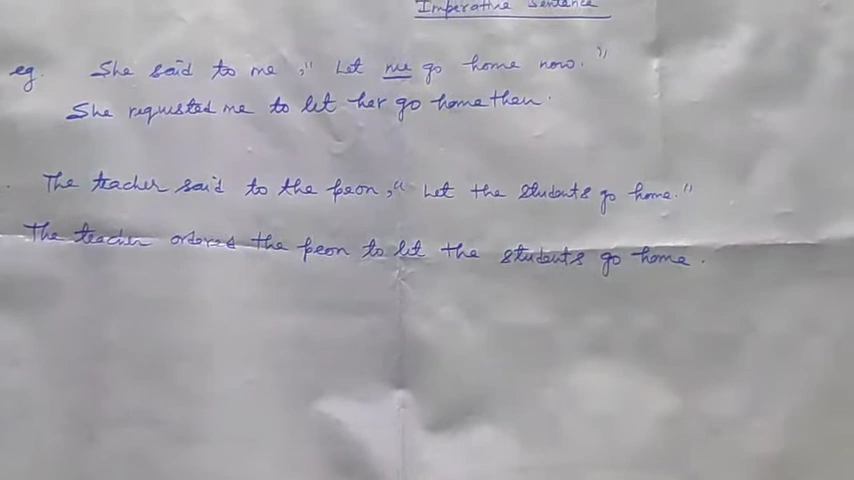 Imperative Sentence
eg. She said to me, " Let me go home now."
She requested me to let her go home then.
The teacher said to the peon, " Let the students go home."
The teacher ordered the peon to let the students go home.